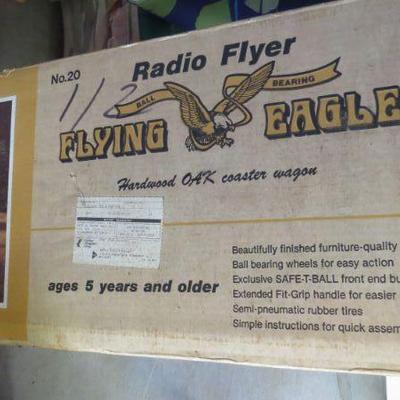 No.20
Radio Flyer
1/2
BALL BEARING
FLYING EAGLE
Hardwood OAK coaster wagon
ages 5 years and older
Beautifully finished furniture-quality
Ball bearing wheels for easy action
Exclusive SAFE-T-BALL front end bu
Extended Fit-Grip handle for easier
Semi-pneumatic rubber tires
Simple instructions for quick assem